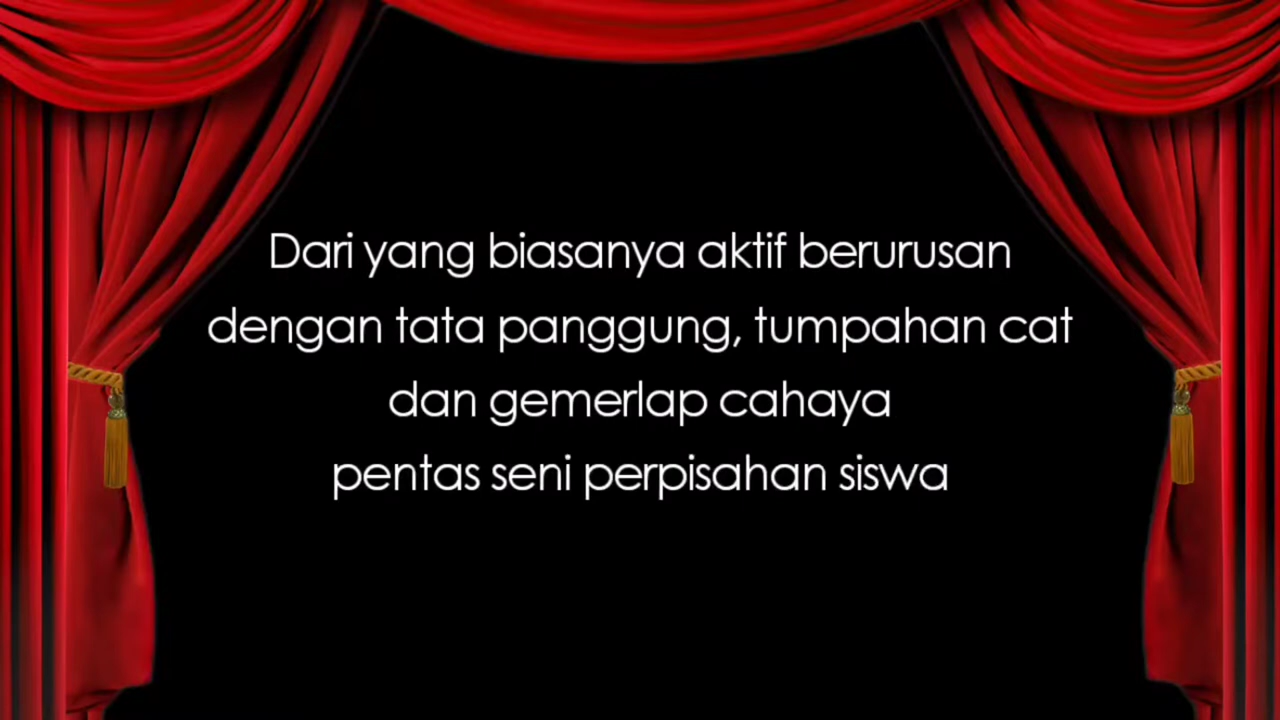 Dari yang biasanya aktif berurusan
dengan tata panggung, tumpahan cat
dan gemerlap cahaya
pentas seni perpisahan siswa